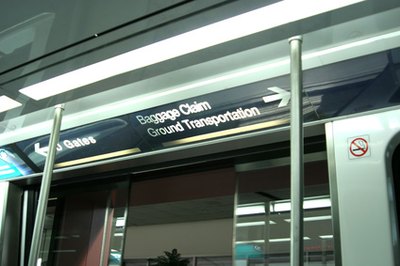 Gates
Baggage Claim
Ground Transportation